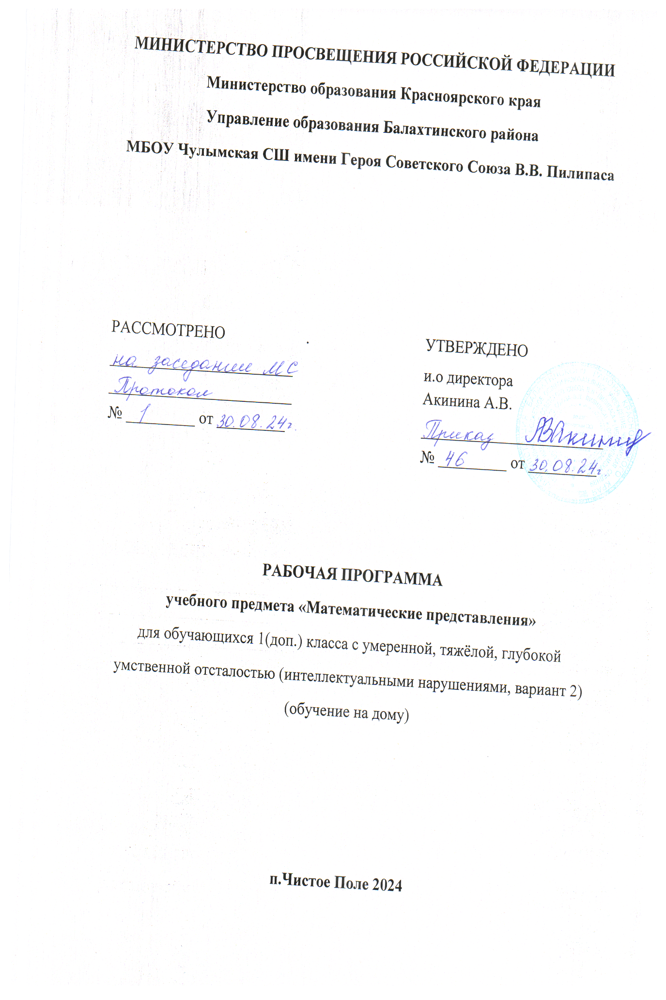 МИНИСТЕРСТВО ПРОСВЕЩЕНИЯ РОССИЙСКОЙ ФЕДЕРАЦИИ
Министерство образования Красноярского края
Управление образования Балахтинского района
МБОУ Чулымская СШ имени Героя Советского Союза В.В. Пилипаса
РАССМОТРЕНО
на заседании МС
Протокол
№ 1 от 30.08.24г.
УТВЕРЖДЕНО
и.о директора
Акинина А.В.
Приказ
№ 46 от 30.08.24г.
РАБОЧАЯ ПРОГРАММА
учебного предмета «Математические представления»
для обучающихся 1(доп.) класса с умеренной, тяжёлой, глубокой
умственной отсталостью (интеллектуальными нарушениями, вариант 2)
(обучение на дому)
п.Чистое Поле 2024